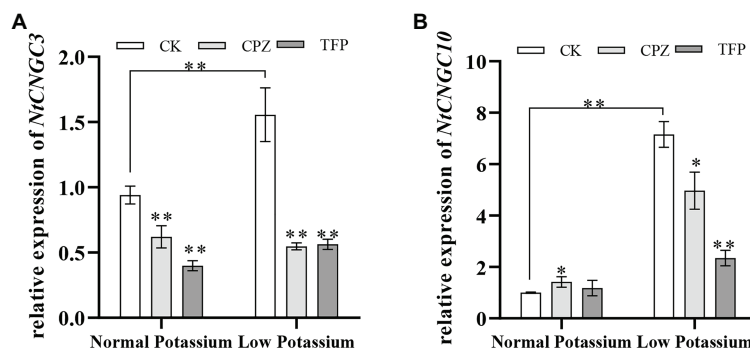 A
CK CPZ TFP
relative expression of NtCNGC3
2.0
1.5
1.0
0.5
0.0
**
**
**
** **
Normal Potassium Low Potassium
B
CK CPZ TFP
relative expression of NtCNGC10
10
8
6
4
2
0
**
*
*
**
Normal Potassium Low Potassium